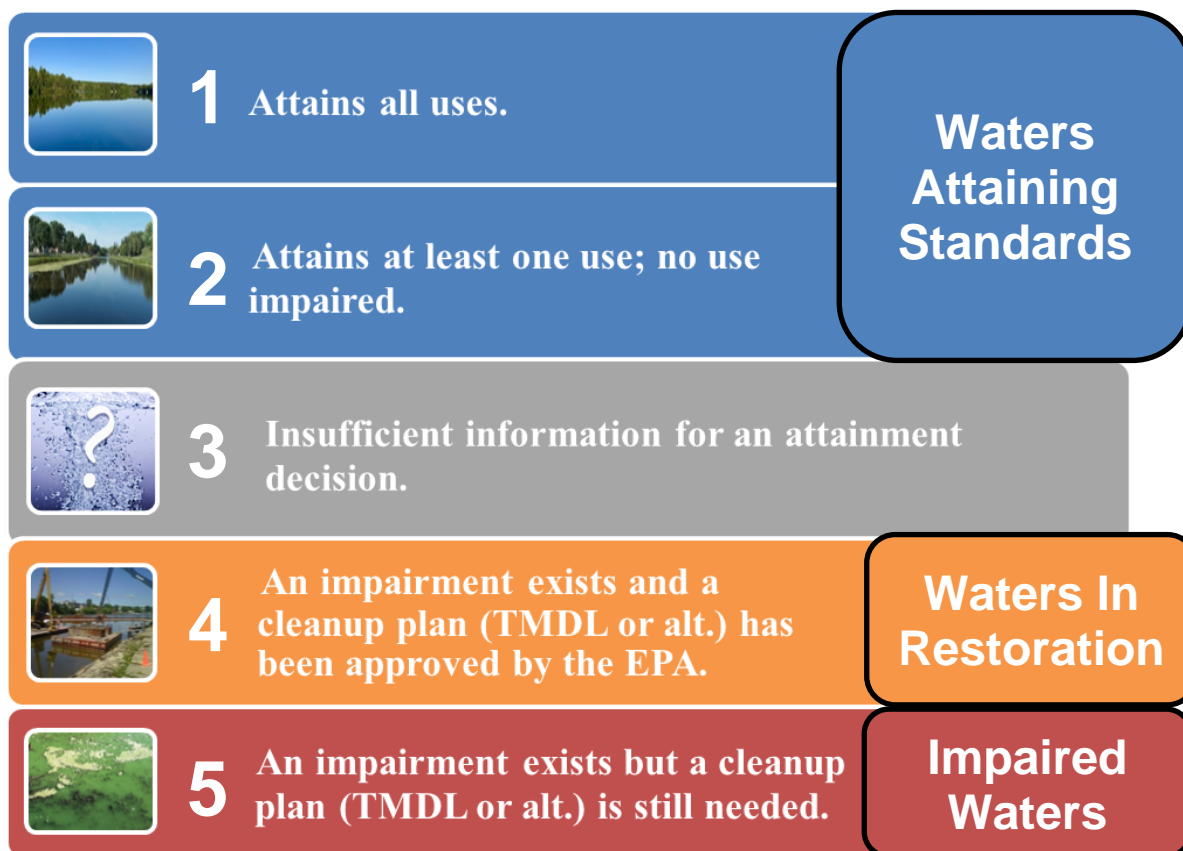 1 Attains all uses.
Waters
Attaining
Standards
2 Attains at least one use; no use
impaired.
?
3 Insufficient information for an attainment
decision.
4 An impairment exists and a
cleanup plan (TMDL or alt.) has
been approved by the EPA.
Waters In
Restoration
5 An impairment exists but a cleanup
plan (TMDL or alt.) is still needed.
Impaired
Waters